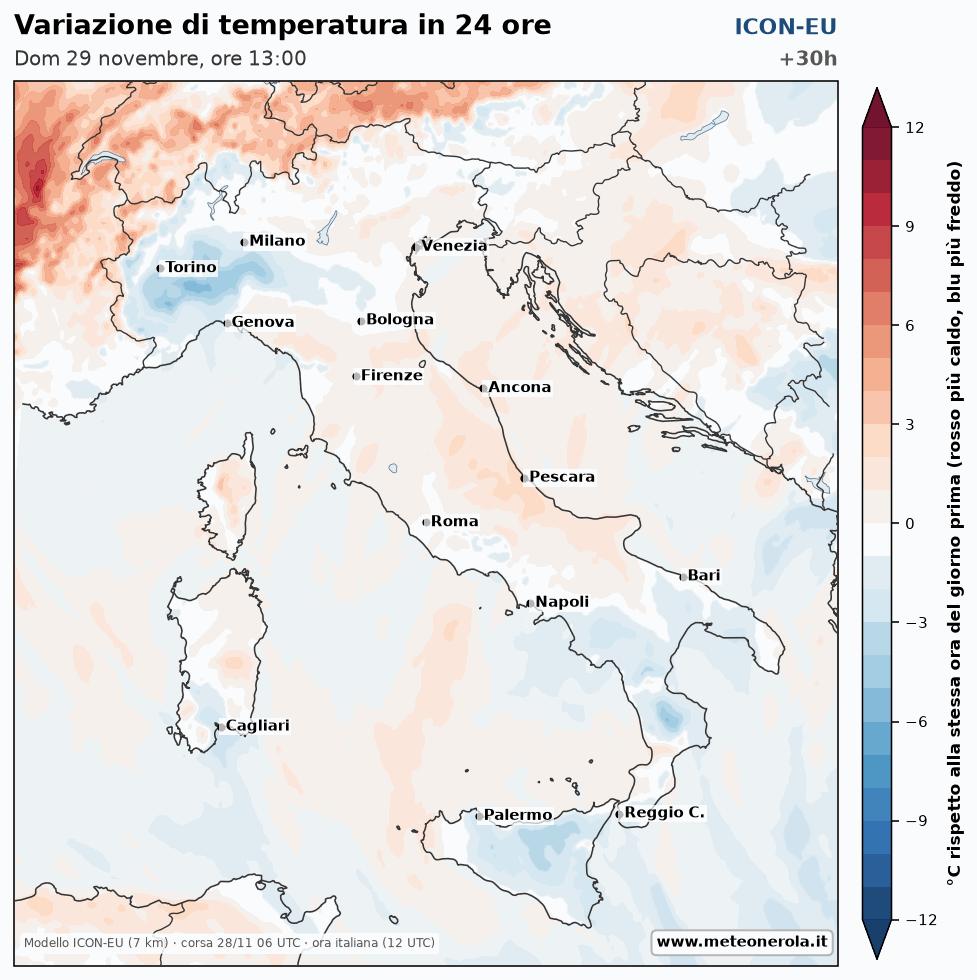 Variazione di temperatura in 24 ore
ICON-EU
Dom 29 novembre, ore 13:00
+30h
Milano
Venezia
Torino
Genova
Bologna
Firenze
Ancona
Pescara
Roma
Bari
Napoli
Cagliari
Palermo
Reggio C.
Modello ICON-EU (7 km) · corsa 28/11 06 UTC · ora italiana (12 UTC)
www.meteonerola.it
12
9
6
3
0
−3
−6
−9
−12
°C rispetto alla stessa ora del giorno prima (rosso più caldo, blu più freddo)